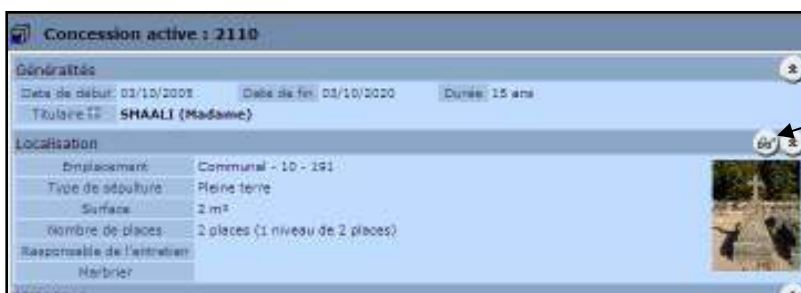 Concession active : 2110
Généralités
Date de début 03/10/2005 Date de fin 03/10/2020 Durée 15 ans
Titulaire SMAALI (Madame)
Localisation
Emplacement Communal - 10 - 191
Type de sépulture Pleine terre
Surface 2 m²
Nombre de places 2 places (1 niveau de 2 places)
Responsable de l'entretien
Marbrier